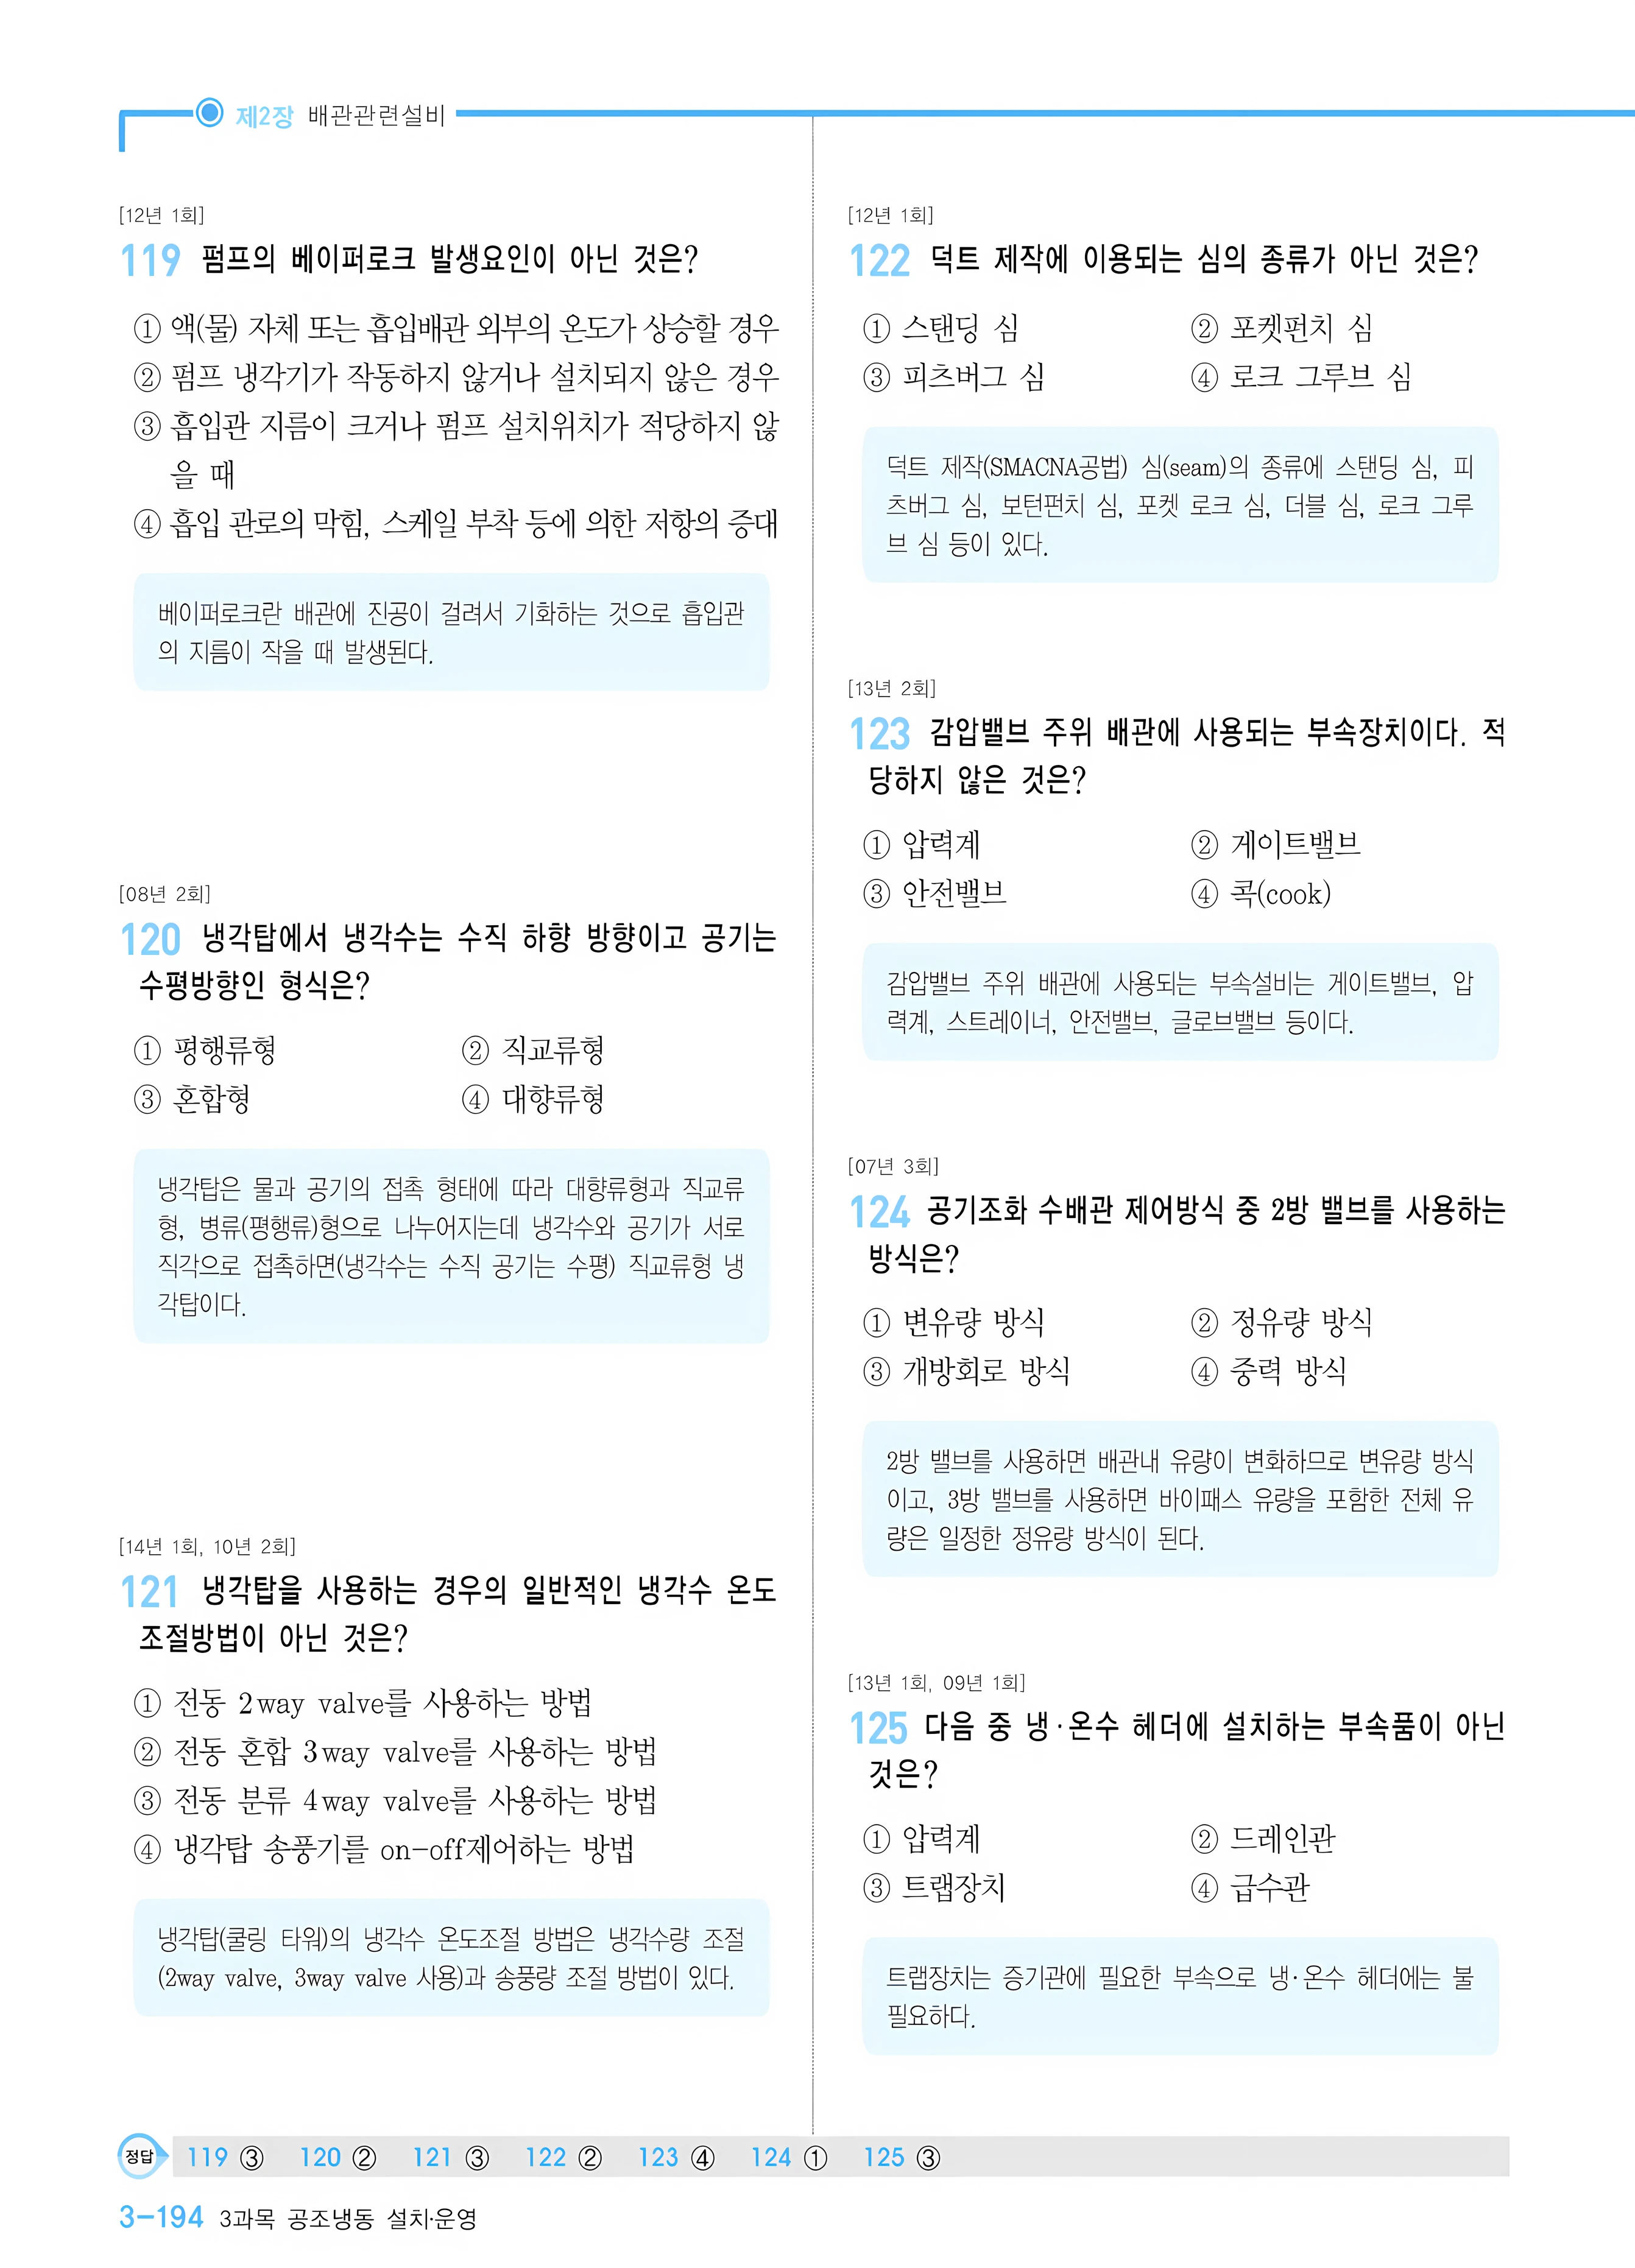 제2장 배관관련설비
[12년 1회]
119 펌프의 베이퍼로크 발생요인이 아닌 것은?
① 액(물) 자체 또는 흡입배관 외부의 온도가 상승할 경우
② 펌프 냉각기가 작동하지 않거나 설치되지 않은 경우
③ 흡입관 지름이 크거나 펌프 설치위치가 적당하지 않
을 때
④ 흡입 관로의 막힘, 스케일 부착 등에 의한 저항의 증대
베이퍼로크란 배관에 진공이 걸려서 기화하는 것으로 흡입관
의 지름이 작을 때 발생된다.
[08년 2회]
120 냉각탑에서 냉각수는 수직 하향 방향이고 공기는
수평방향인 형식은?
① 평행류형 ② 직교류형
③ 혼합형 ④ 대향류형
냉각탑은 물과 공기의 접촉 형태에 따라 대향류형과 직교류
형, 병류(평행류)형으로 나누어지는데 냉각수와 공기가 서로
직각으로 접촉하면(냉각수는 수직 공기는 수평) 직교류형 냉
각탑이다.
[14년 1회, 10년 2회]
121 냉각탑을 사용하는 경우의 일반적인 냉각수 온도
조절방법이 아닌 것은?
① 전동 2way valve를 사용하는 방법
② 전동 혼합 3way valve를 사용하는 방법
③ 전동 분류 4way valve를 사용하는 방법
④ 냉각탑 송풍기를 on-off제어하는 방법
냉각탑(쿨링 타워)의 냉각수 온도조절 방법은 냉각수량 조절
(2way valve, 3way valve 사용)과 송풍량 조절 방법이 있다.
[12년 1회]
122 덕트 제작에 이용되는 심의 종류가 아닌 것은?
① 스탠딩 심 ② 포켓펀치 심
③ 피츠버그 심 ④ 로크 그루브 심
덕트 제작(SMACNA공법) 심(seam)의 종류에 스탠딩 심, 피
츠버그 심, 보턴펀치 심, 포켓 로크 심, 더블 심, 로크 그루
브 심 등이 있다.
[13년 2회]
123 감압밸브 주위 배관에 사용되는 부속장치이다. 적
당하지 않은 것은?
① 압력계 ② 게이트밸브
③ 안전밸브 ④ 콕(cook)
감압밸브 주위 배관에 사용되는 부속설비는 게이트밸브, 압
력계, 스트레이너, 안전밸브, 글로브밸브 등이다.
[07년 3회]
124 공기조화 수배관 제어방식 중 2방 밸브를 사용하는
방식은?
① 변유량 방식 ② 정유량 방식
③ 개방회로 방식 ④ 중력 방식
2방 밸브를 사용하면 배관내 유량이 변화하므로 변유량 방식
이고, 3방 밸브를 사용하면 바이패스 유량을 포함한 전체 유
량은 일정한 정유량 방식이 된다.
[13년 1회, 09년 1회]
125 다음 중 냉·온수 헤더에 설치하는 부속품이 아닌
것은?
① 압력계 ② 드레인관
③ 트랩장치 ④ 급수관
트랩장치는 증기관에 필요한 부속으로 냉·온수 헤더에는 불
필요하다.
정답 119 ③ 120 ② 121 ③ 122 ② 123 ④ 124 ① 125 ③
3-194 3과목 공조냉동 설치·운영